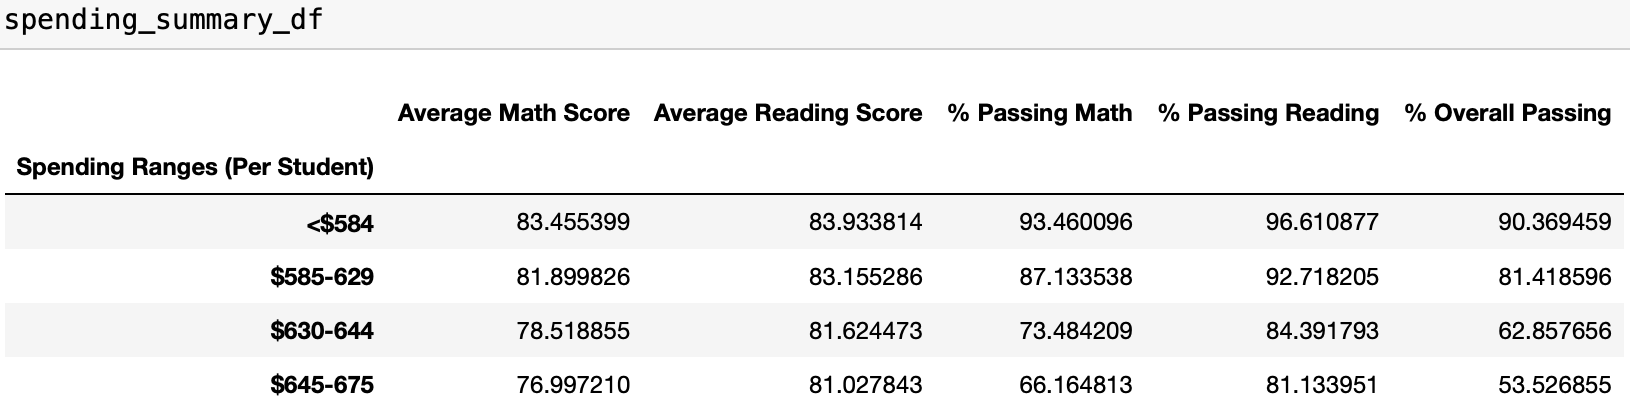 spending_summary_df
Average Math Score Average Reading Score % Passing Math % Passing Reading % Overall Passing
Spending Ranges (Per Student)
<$584 83.455399 83.933814 93.460096 96.610877 90.369459
$585-629 81.899826 83.155286 87.133538 92.718205 81.418596
$630-644 78.518855 81.624473 73.484209 84.391793 62.857656
$645-675 76.997210 81.027843 66.164813 81.133951 53.526855